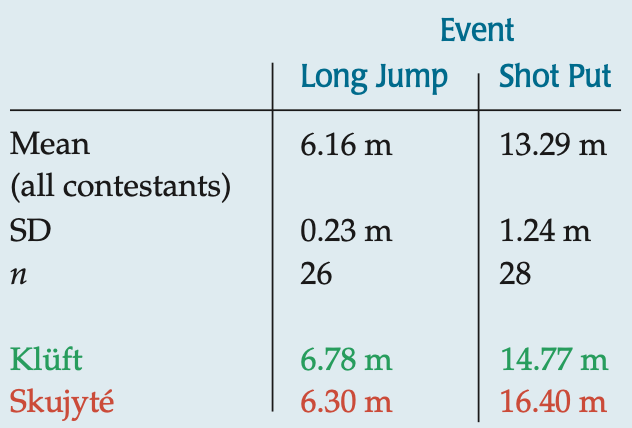 Event
Long Jump Shot Put
Mean 6.16 m 13.29 m
(all contestants)
SD 0.23 m 1.24 m
n 26 28
Klüft 6.78 m 14.77 m
Skujyté 6.30 m 16.40 m